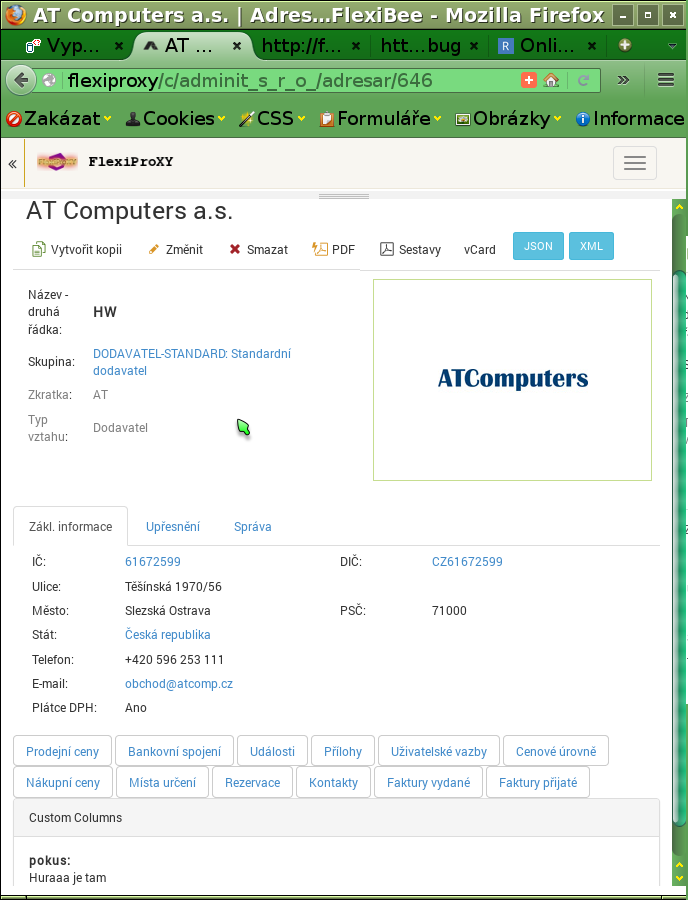 AT Computers a.s. | Adres...FlexiBee - Mozilla Firefox
Vyp... AT ... http://f... htt...bug R Onli...
flexiproxy/c/adminit_s_r_o_/adresar/646
Zakázat Cookies CSS Formuláře Obrázky Informace
« FlexiProXY
AT Computers a.s.
Vytvořit kopii Změnit Smazat PDF Sestavy vCard JSON XML
Název -
druhá
řádka:
HW
Skupina: DODAVATEL-STANDARD: Standardní
dodavatel
Zkratka: AT
Typ
vztahu:
Dodavatel
ATComputers
Zákl. informace Upřesnění Správa
IČ: 61672599 DIČ: CZ61672599
Ulice: Těšínská 1970/56
Město: Slezská Ostrava PSČ: 71000
Stát: Česká republika
Telefon: +420 596 253 111
E-mail: obchod@atcomp.cz
Plátce DPH: Ano
Prodejní ceny Bankovní spojení Události Přílohy Uživatelské vazby Cenové úrovně
Nákupní ceny Místa určení Rezervace Kontakty Faktury vydané Faktury přijaté
Custom Columns
pokus:
Huraaa je tam